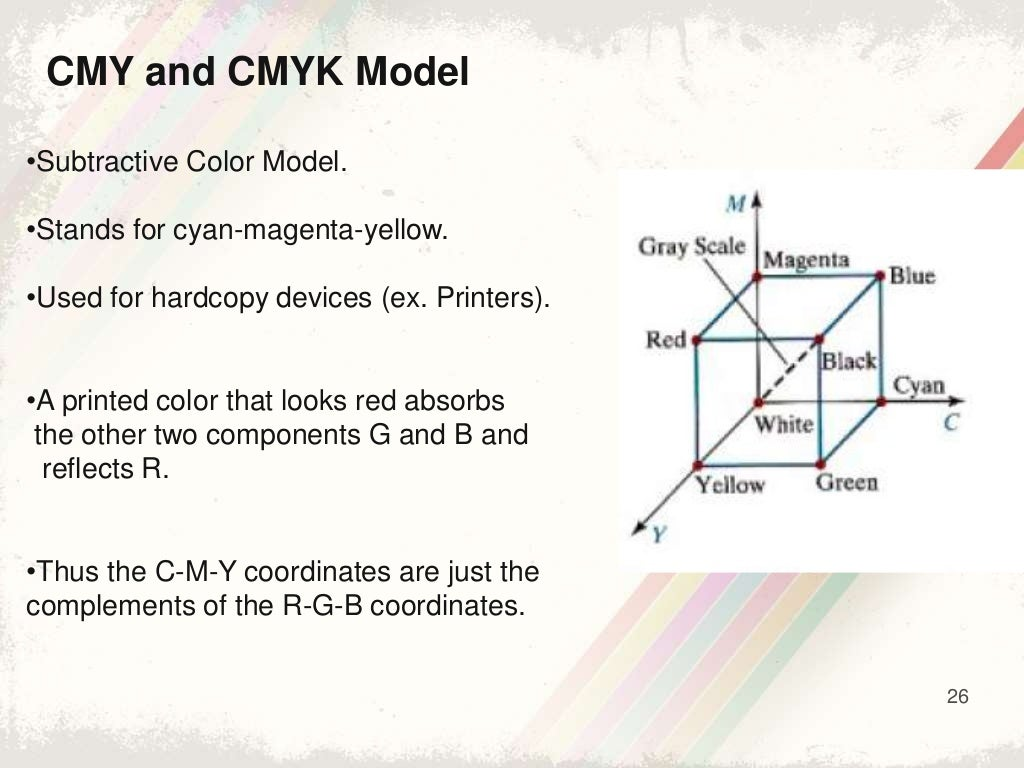 CMY and CMYK Model
•Subtractive Color Model.
•Stands for cyan-magenta-yellow.
•Used for hardcopy devices (ex. Printers).
•A printed color that looks red absorbs
the other two components G and B and
reflects R.
•Thus the C-M-Y coordinates are just the
complements of the R-G-B coordinates.
M
Gray Scale
Magenta
Blue
Red
Black
Cyan
White
C
Yellow
Green
Y
26